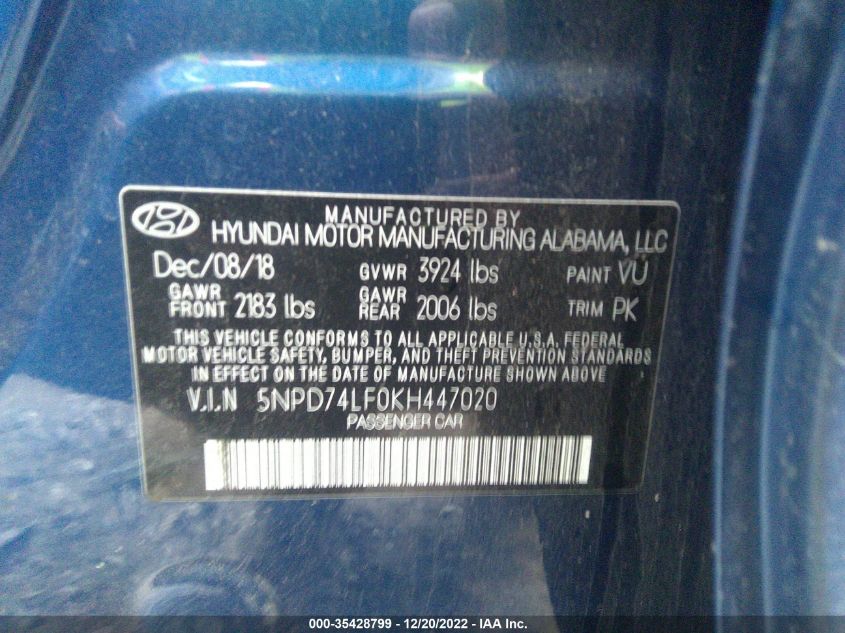 MANUFACTURED BY
HYUNDAI MOTOR MANUFACTURING ALABAMA, LLC
Dec/08/18 GVWR 3924 lbs PAINT VU
GAWR FRONT 2183 lbs GAWR REAR 2006 lbs TRIM PK
THIS VEHICLE CONFORMS TO ALL APPLICABLE U.S.A. FEDERAL
MOTOR VEHICLE SAFETY, BUMPER, AND THEFT PREVENTION STANDARDS
IN EFFECT ON THE DATE OF MANUFACTURE SHOWN ABOVE.
V.I.N 5NPD74LF0KH447020
PASSENGER CAR
000-35428799 - 12/20/2022 - IAA Inc.